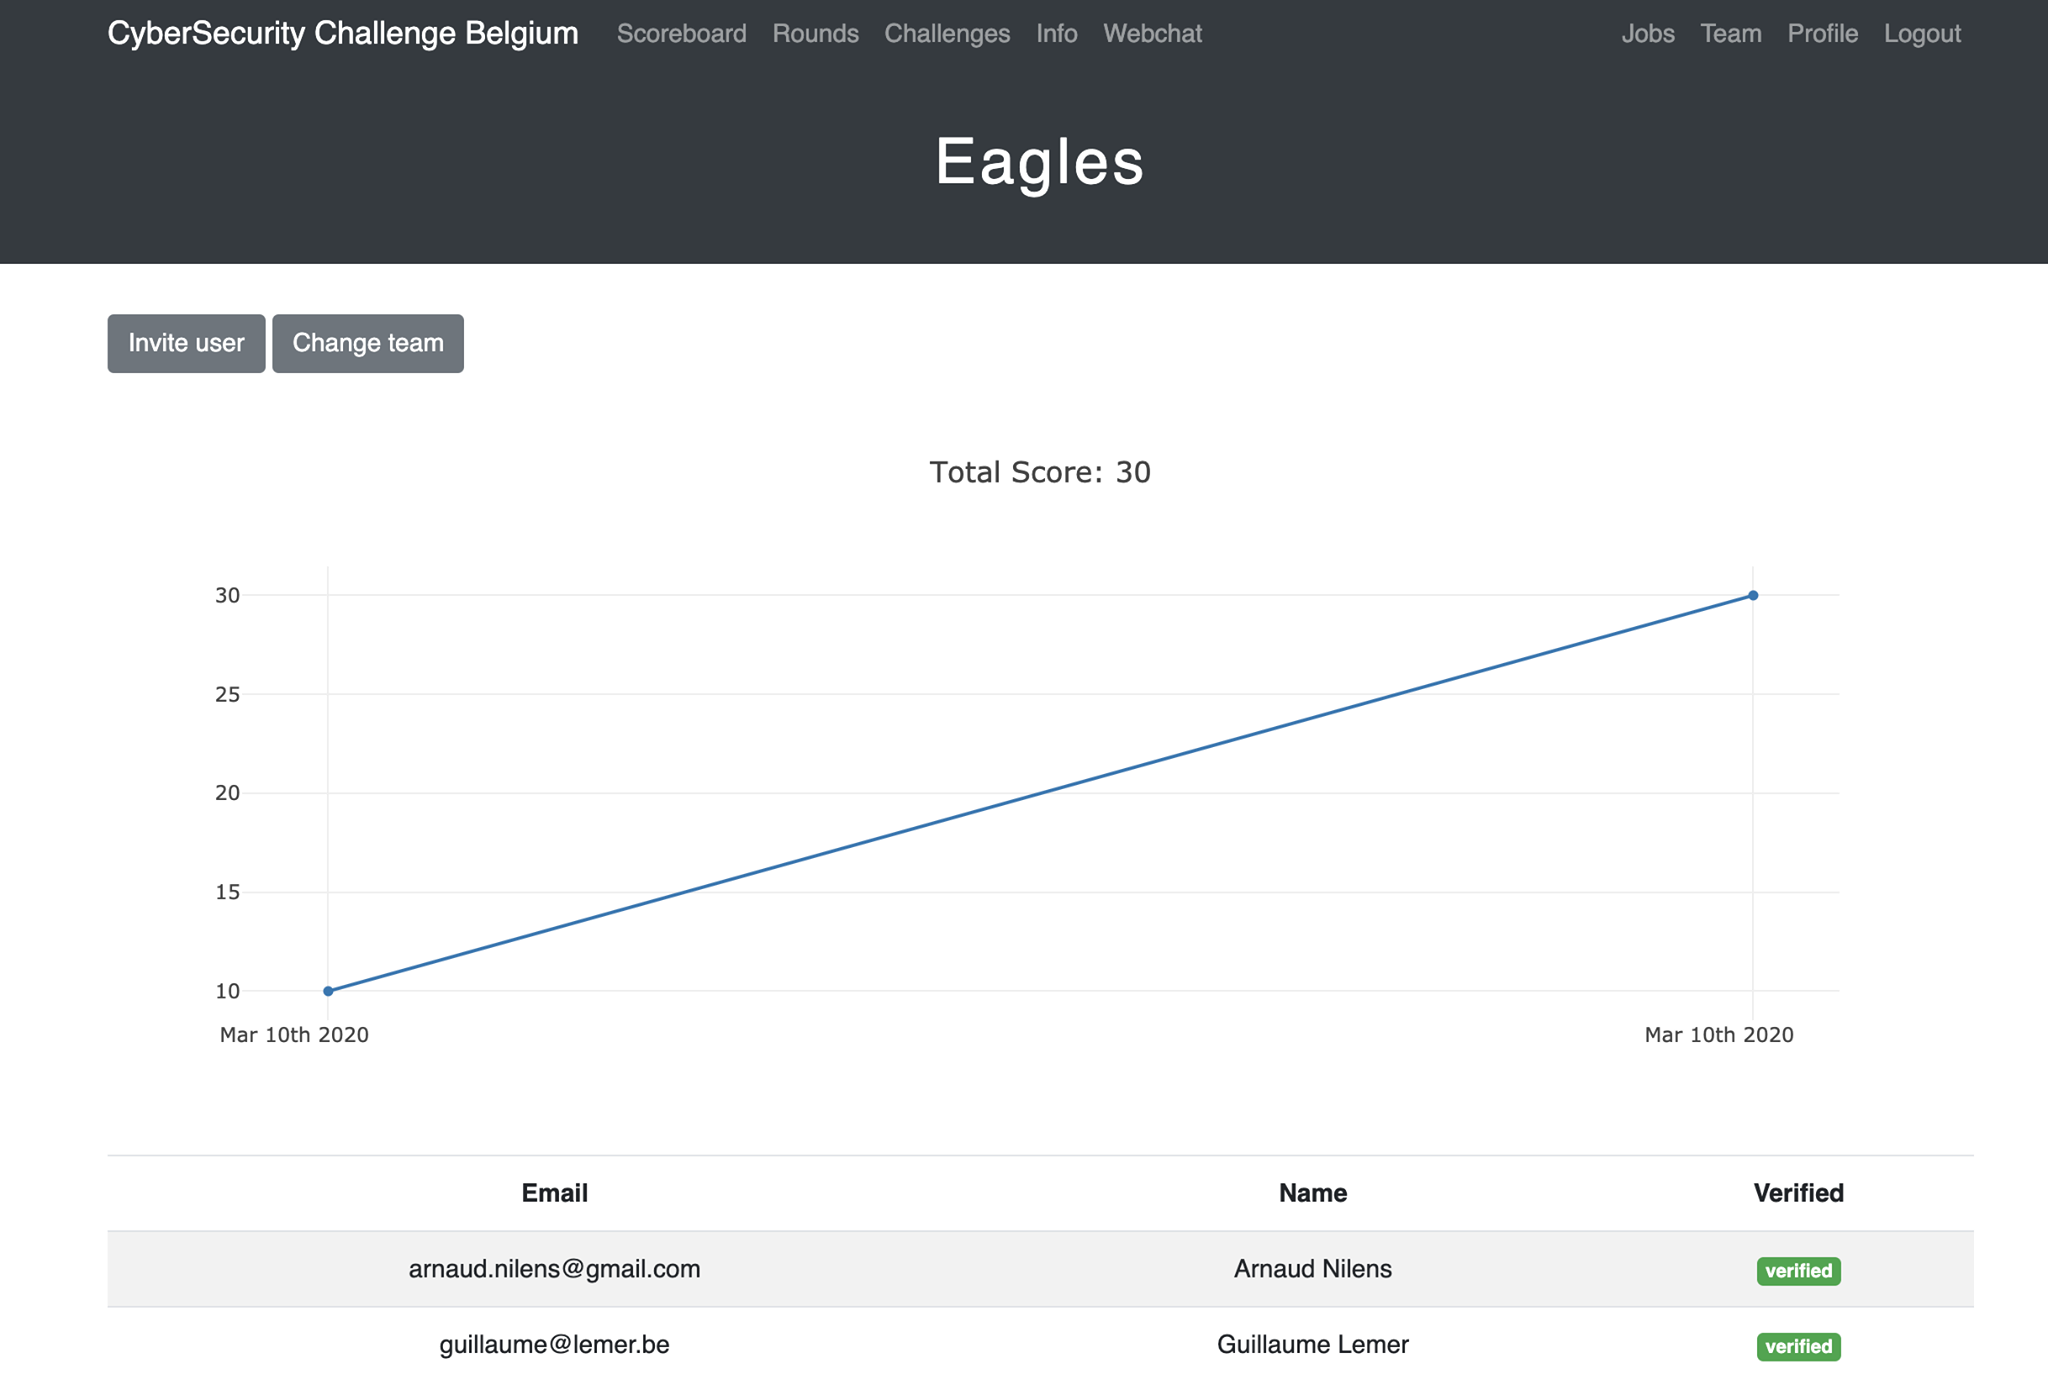 CyberSecurity Challenge Belgium Scoreboard Rounds Challenges Info Webchat Jobs Team Profile Logout
Eagles
Invite user Change team
Total Score: 30
30
25
20
15
10
Mar 10th 2020 Mar 10th 2020
Email Name Verified
arnaud.nilens@gmail.com Arnaud Nilens verified
guillaume@lemer.be Guillaume Lemer verified